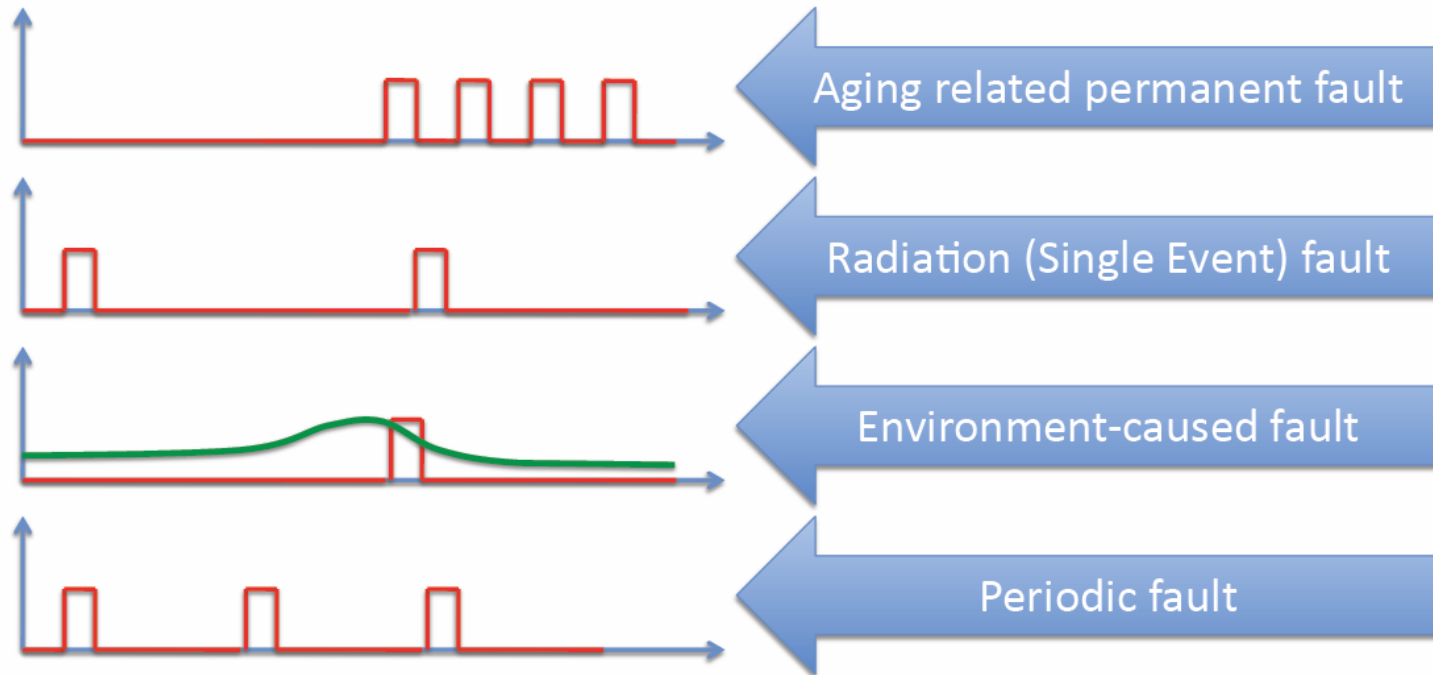 Aging related permanent fault
Radiation (Single Event) fault
Environment-caused fault
Periodic fault